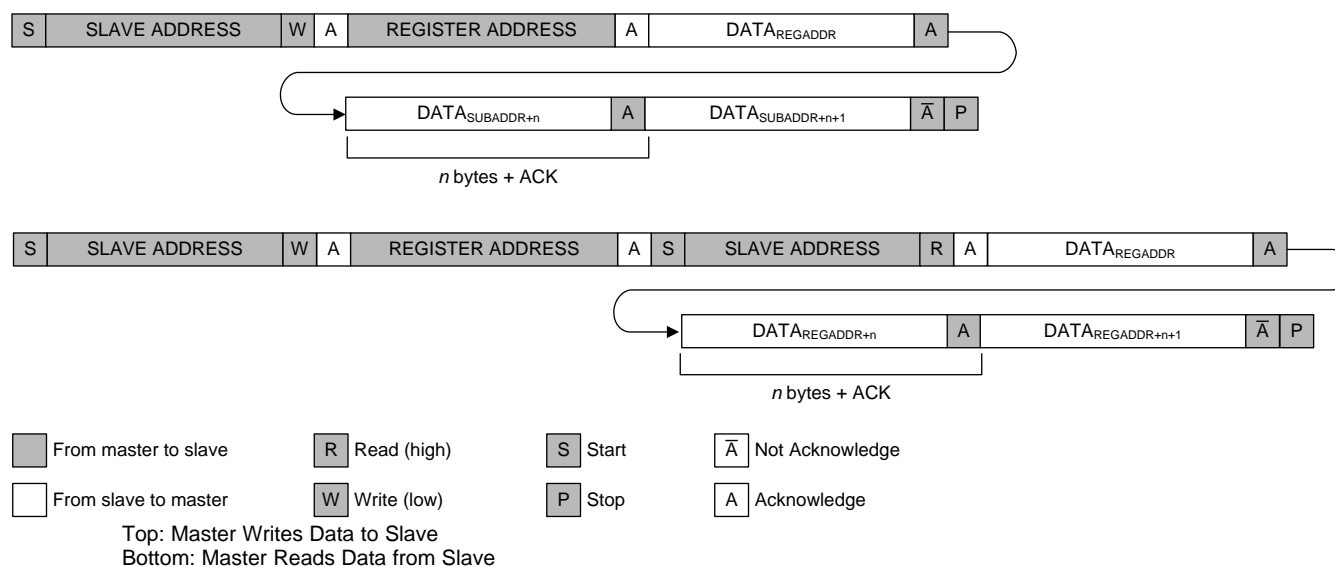 S SLAVE ADDRESS W A REGISTER ADDRESS A DATAREGADDR A
DATASUBADDR+n A DATASUBADDR+n+1 A̅ P
n bytes + ACK
S SLAVE ADDRESS W A REGISTER ADDRESS A S SLAVE ADDRESS R A DATAREGADDR A
DATAREGADDR+n A DATAREGADDR+n+1 A̅ P
n bytes + ACK
From master to slave R Read (high) S Start A̅ Not Acknowledge
From slave to master W Write (low) P Stop A Acknowledge
Top: Master Writes Data to Slave
Bottom: Master Reads Data from Slave